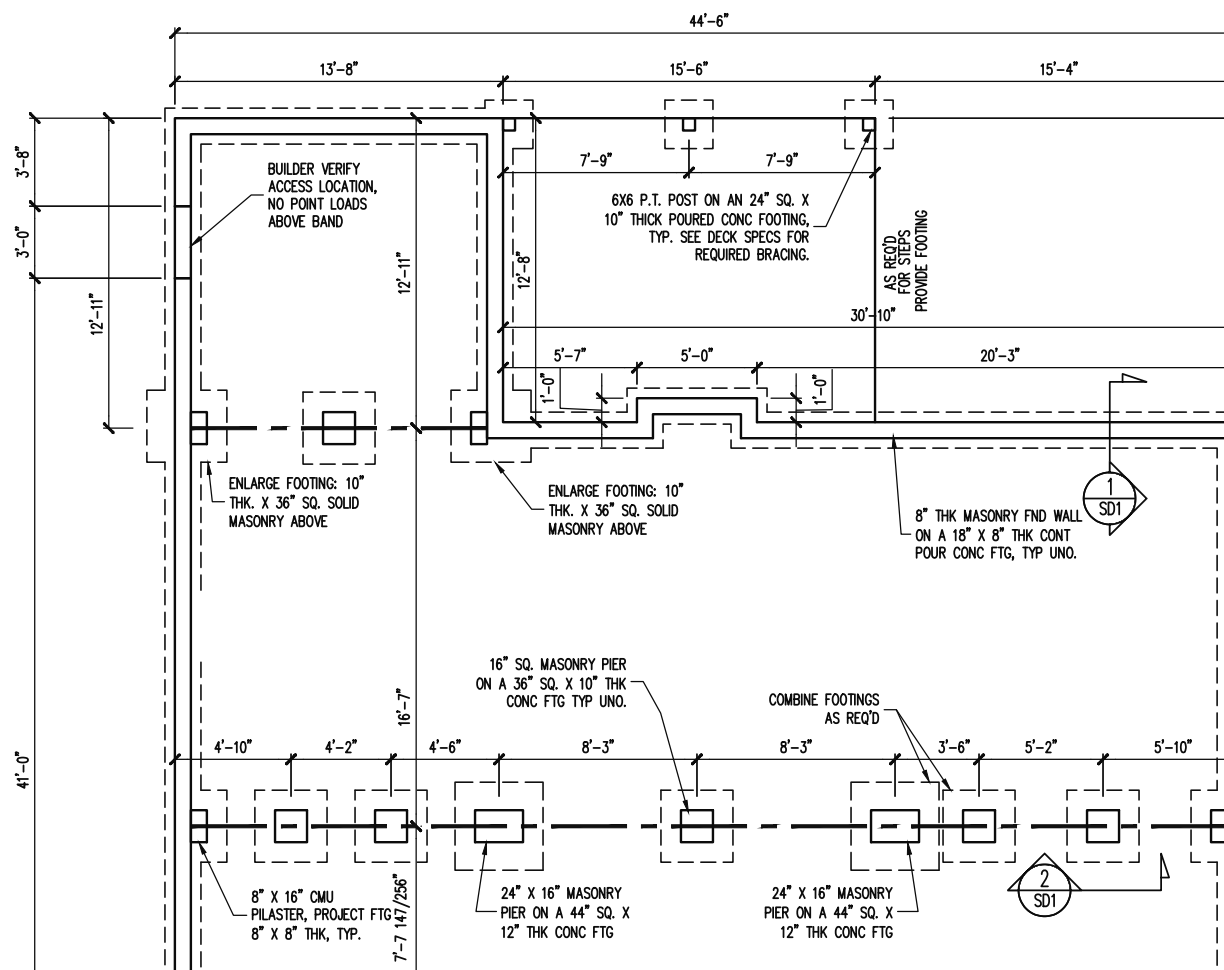 44'-6"
13'-8"
15'-6"
15'-4"
3'-8"
3'-0"
12'-11"
41'-0"
BUILDER VERIFY
ACCESS LOCATION,
NO POINT LOADS
ABOVE BAND
12'-11"
12'-8"
7'-9"
7'-9"
6X6 P.T. POST ON AN 24" SQ. X
10" THICK POURED CONC FOOTING,
TYP. SEE DECK SPECS FOR
REQUIRED BRACING.
AS REQ'D
FOR STEPS
PROVIDE FOOTING
30'-10"
5'-7"
5'-0"
20'-3"
1'-0"
1'-0"
ENLARGE FOOTING: 10"
THK. X 36" SQ. SOLID
MASONRY ABOVE
ENLARGE FOOTING: 10"
THK. X 36" SQ. SOLID
MASONRY ABOVE
1
SD1
8" THK MASONRY FND WALL
ON A 18" X 8" THK CONT
POUR CONC FTG, TYP UNO.
16" SQ. MASONRY PIER
ON A 36" SQ. X 10" THK
CONC FTG TYP UNO.
COMBINE FOOTINGS
AS REQ'D
16'-7"
4'-10"
4'-2"
4'-6"
8'-3"
8'-3"
3'-6"
5'-2"
5'-10"
8" X 16" CMU
PILASTER, PROJECT FTG
8" X 8" THK, TYP.
7'-7 147/256"
24" X 16" MASONRY
PIER ON A 44" SQ. X
12" THK CONC FTG
24" X 16" MASONRY
PIER ON A 44" SQ. X
12" THK CONC FTG
2
SD1